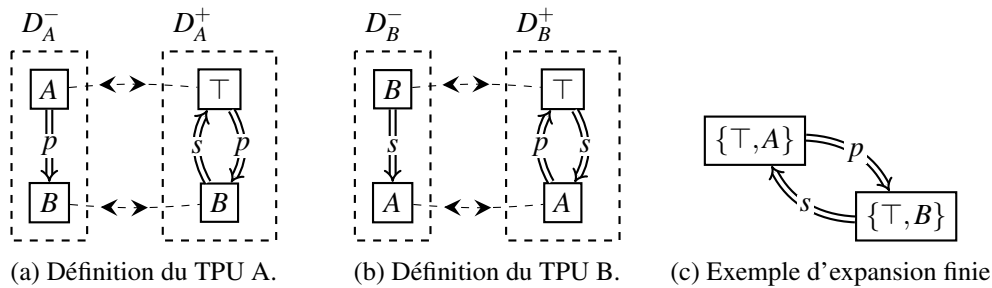 D_A^- D_A^+ D_B^- D_B^+
A ⊤ B ⊤
p s p s p s
B B A A
{⊤, A} p
s {⊤, B}
(a) Définition du TPU A. (b) Définition du TPU B. (c) Exemple d'expansion finie